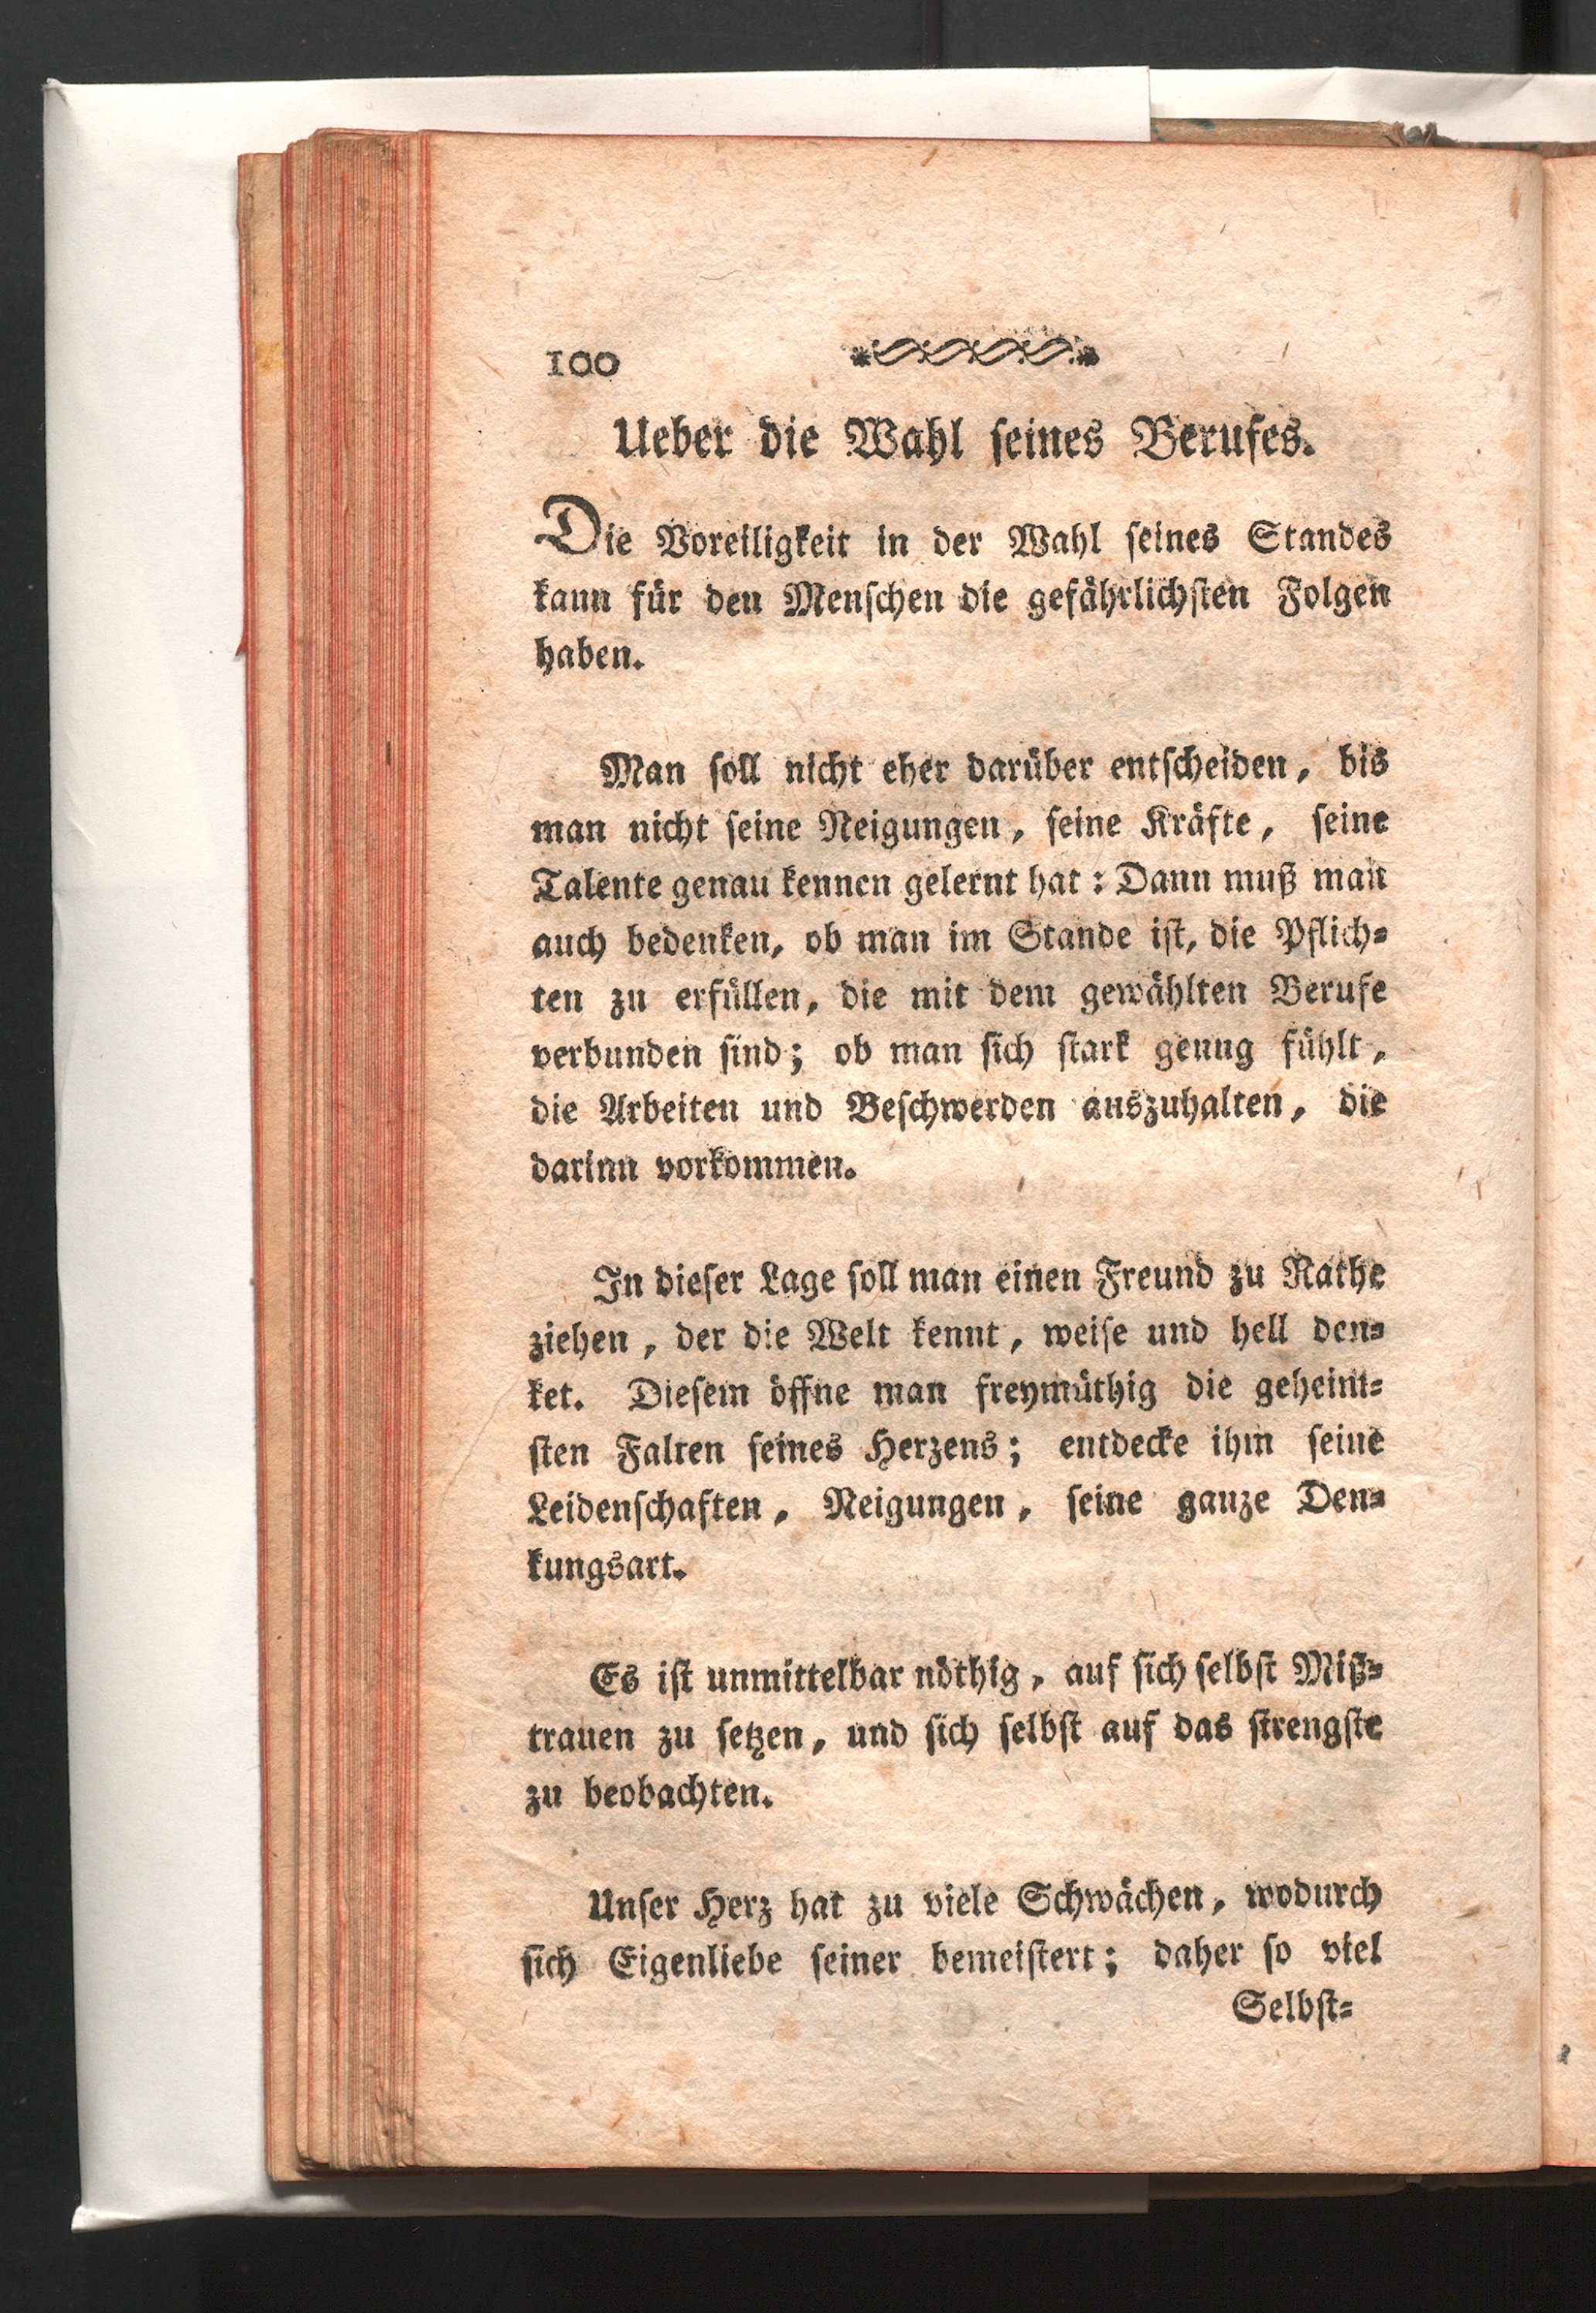 100
Ueber die Wahl seines Berufes.
Die Voreiligkeit in der Wahl seines Standes
kann für den Menschen die gefährlichsten Folgen
haben.
Man soll nicht eher darüber entscheiden, bis
man nicht seine Neigungen, seine Kräfte, seine
Talente genau kennen gelernt hat: Dann muß man
auch bedenken, ob man im Stande ist, die Pflich=
ten zu erfüllen, die mit dem gewählten Berufe
verbunden sind; ob man sich stark genug fühlt,
die Arbeiten und Beschwerden auszuhalten, die
darinn vorkommen.
In dieser Lage soll man einen Freund zu Rathe
ziehen, der die Welt kennt, weise und hell den=
ket. Diesem öffne man freymüthig die geheim=
sten Falten seines Herzens; entdecke ihm seine
Leidenschaften, Neigungen, seine ganze Den=
kungsart.
Es ist unmittelbar nöthig, auf sich selbst Miß=
trauen zu setzen, und sich selbst auf das strengste
zu beobachten.
Unser Herz hat zu viele Schwächen, wodurch
sich Eigenliebe seiner bemeistert; daher so viel
Selbst=